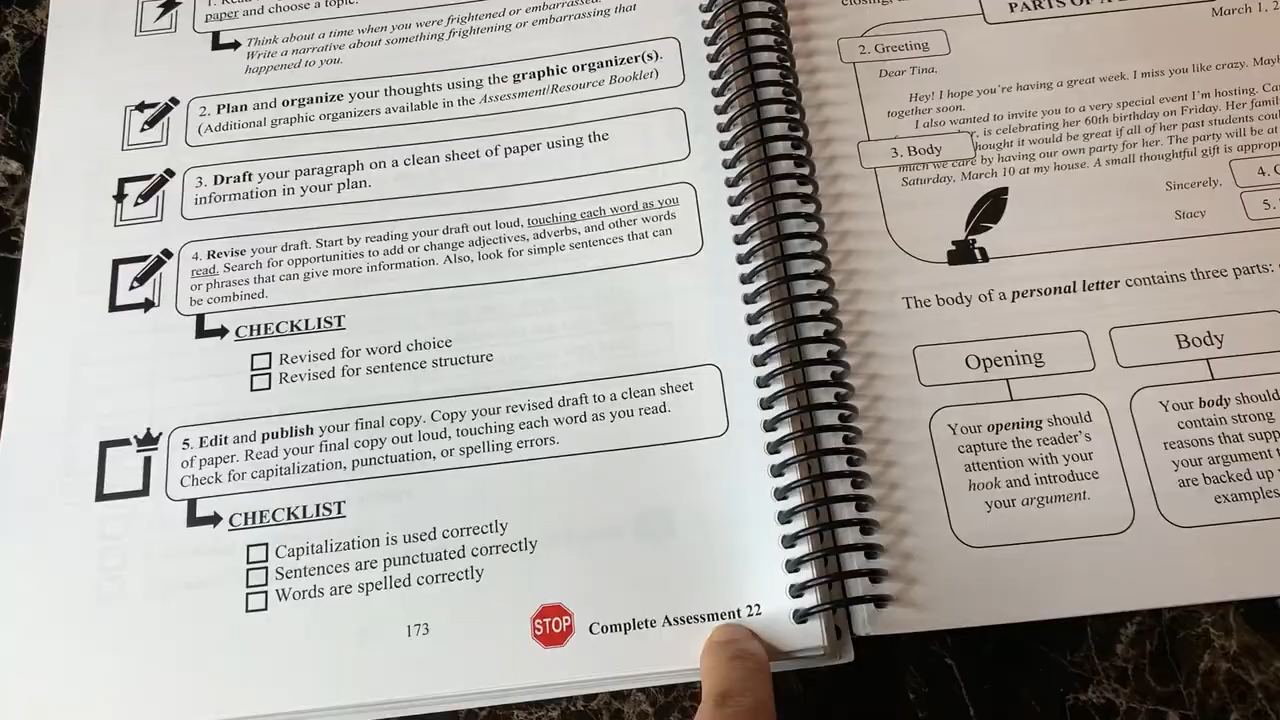 paper and choose a topic.
Think about a time when you were frightened or embarrassed.
Write a narrative about something frightening or embarrassing that
happened to you.
2. Plan and organize your thoughts using the graphic organizer(s).
(Additional graphic organizers available in the Assessment/Resource Booklet)
3. Draft your paragraph on a clean sheet of paper using the
information in your plan.
4. Revise your draft. Start by reading your draft out loud, touching each word as you
read. Search for opportunities to add or change adjectives, adverbs, and other words
or phrases that can give more information. Also, look for simple sentences that can
be combined.
CHECKLIST
Revised for word choice
Revised for sentence structure
5. Edit and publish your final copy. Copy your revised draft to a clean sheet
of paper. Read your final copy out loud, touching each word as you read.
Check for capitalization, punctuation, or spelling errors.
CHECKLIST
Capitalization is used correctly
Sentences are punctuated correctly
Words are spelled correctly
173
STOP
Complete Assessment 22
PARTS OF A
March 1, 2
2. Greeting
Dear Tina,
Hey! I hope you're having a great week. I miss you like crazy.
together soon.
I also wanted to invite you to a very special event I'm hosting.
is celebrating her 60th birthday on Friday. Her
3. Body
thought it would be great if all of her past students
much we care by having our own party for her. The party will be at
Saturday, March 10 at my house. A small thoughtful gift is
4.
Sincerely,
5.
Stacy
The body of a personal letter contains three parts:
Opening
Your opening should
capture the reader's
attention with your
hook and introduce
your argument.
Body
Your body should
contain strong
reasons that
your argument
are backed up
examples